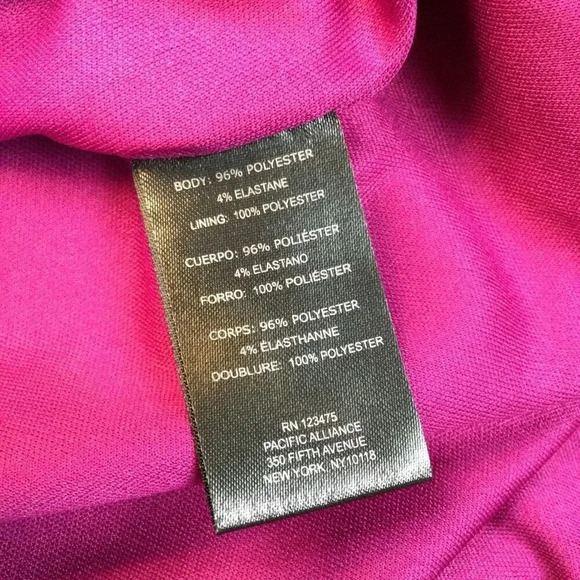 BODY: 96% POLYESTER
4% ELASTANE
LINING: 100% POLYESTER
CUERPO: 96% POLIÉSTER
4% ELASTANO
FORRO: 100% POLIÉSTER
CORPS: 96% POLYESTER
4% ÉLASTHANNE
DOUBLURE: 100% POLYESTER
RN 123475
PACIFIC ALLIANCE
350 FIFTH AVENUE
NEW YORK, NY10118